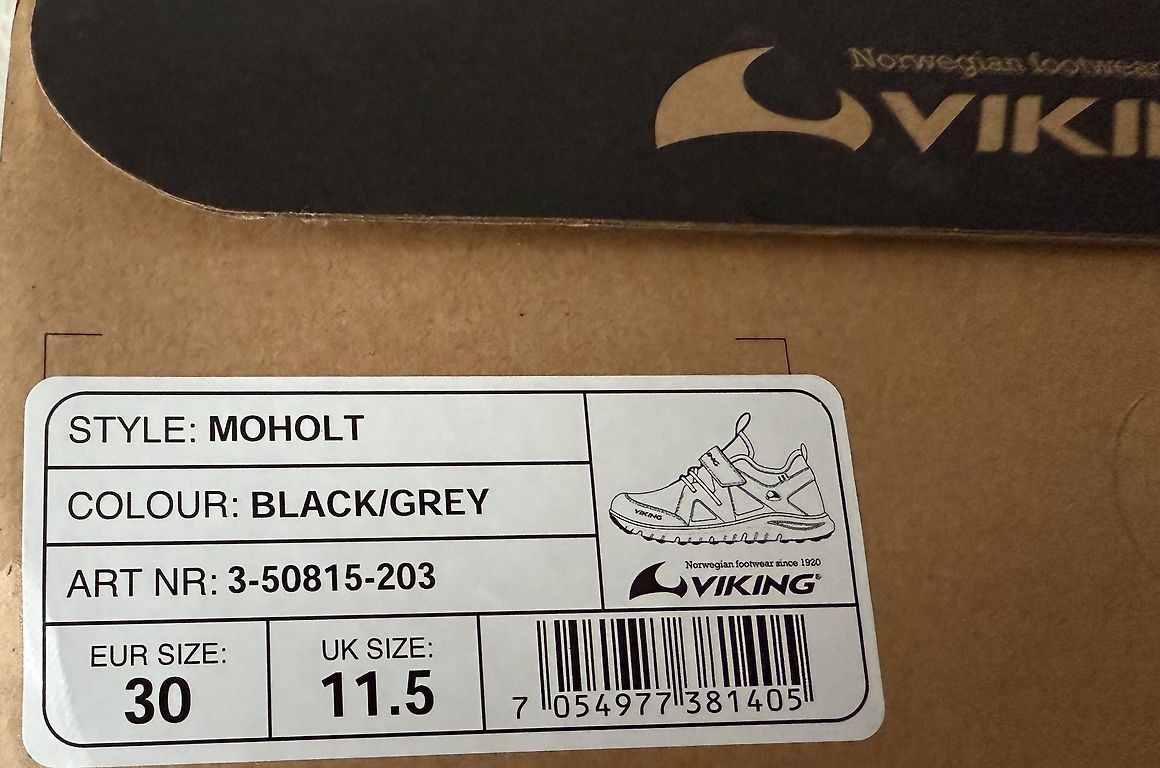 Norwegian footwear
VIKIN
STYLE: MOHOLT
COLOUR: BLACK/GREY
ART NR: 3-50815-203
EUR SIZE:
30
UK SIZE:
11.5
VIKING
Norwegian footwear since 1920
VIKING®
7 054977 381405